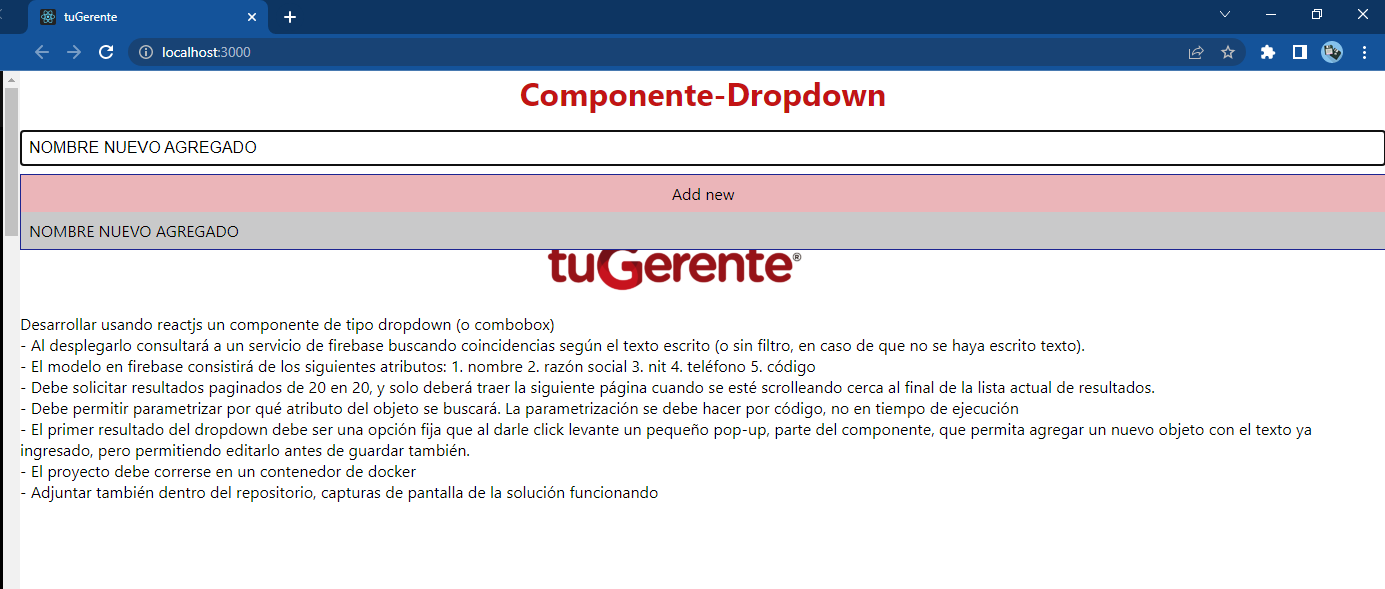 tuGerente
localhost:3000
Componente-Dropdown
NOMBRE NUEVO AGREGADO
Add new
NOMBRE NUEVO AGREGADO
tuGerente®
Desarrollar usando reactjs un componente de tipo dropdown (o combobox)
- Al desplegarlo consultará a un servicio de firebase buscando coincidencias según el texto escrito (o sin filtro, en caso de que no se haya escrito texto).
- El modelo en firebase consistirá de los siguientes atributos: 1. nombre 2. razón social 3. nit 4. teléfono 5. código
- Debe solicitar resultados paginados de 20 en 20, y solo deberá traer la siguiente página cuando se esté scrolleando cerca al final de la lista actual de resultados.
- Debe permitir parametrizar por qué atributo del objeto se buscará. La parametrización se debe hacer por código, no en tiempo de ejecución
- El primer resultado del dropdown debe ser una opción fija que al darle click levante un pequeño pop-up, parte del componente, que permita agregar un nuevo objeto con el texto ya
ingresado, pero permitiendo editarlo antes de guardar también.
- El proyecto debe correrse en un contenedor de docker
- Adjuntar también dentro del repositorio, capturas de pantalla de la solución funcionando